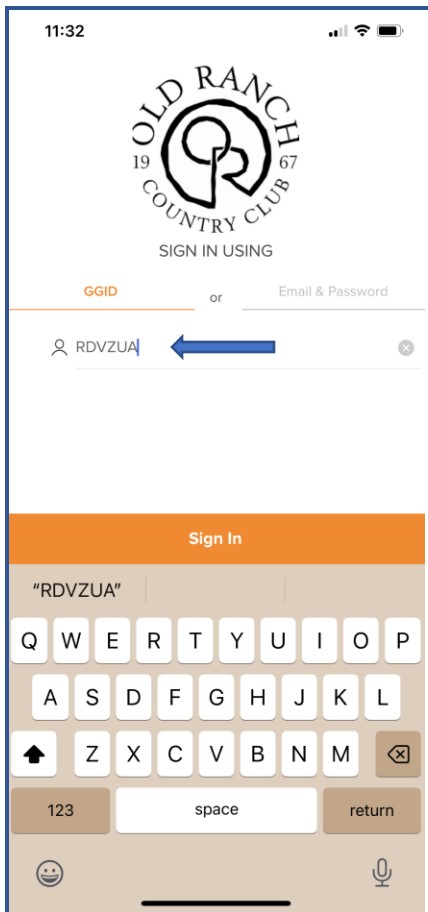 11:32
OLD RANCH
19 67
COUNTRY CLUB
SIGN IN USING
GGID or Email & Password
RDVZUA
Sign In
“RDVZUA”
Q W E R T Y U I O P
A S D F G H J K L
Z X C V B N M
123 space return